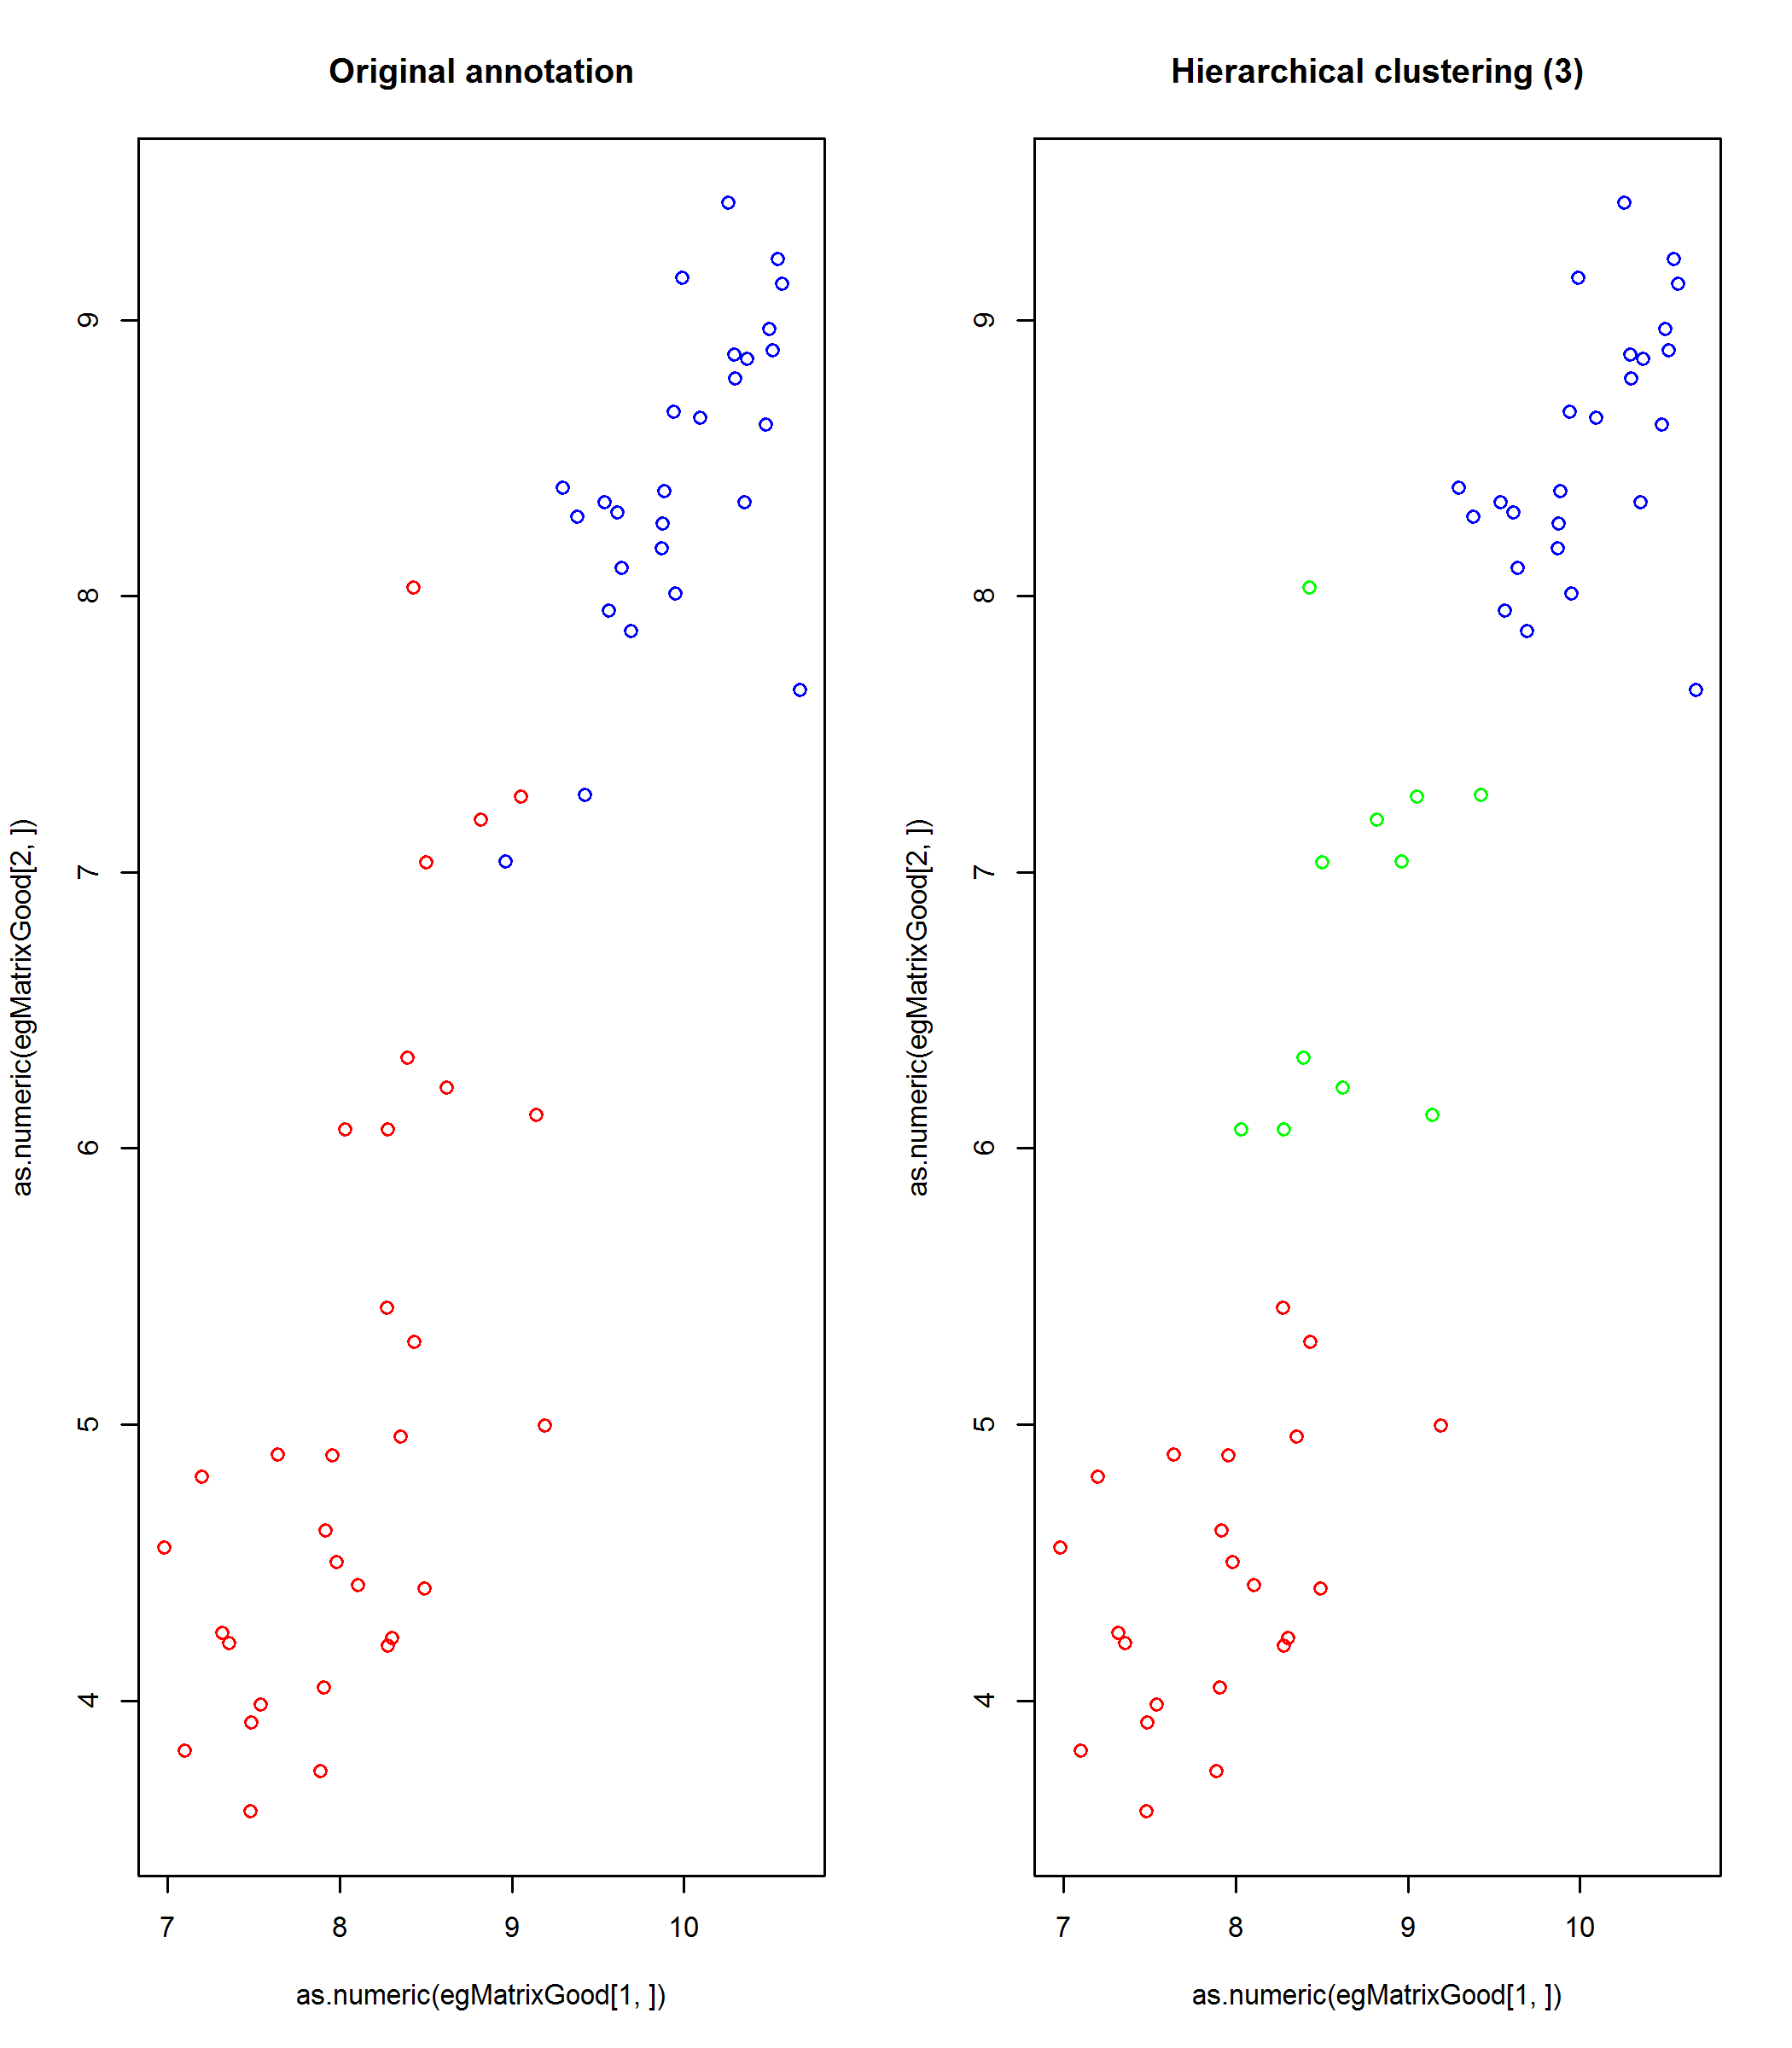 Original annotation
as.numeric(egMatrixGood[2, ])
9
8
7
6
5
4
7 8 9 10
as.numeric(egMatrixGood[1, ])
Hierarchical clustering (3)
as.numeric(egMatrixGood[2, ])
9
8
7
6
5
4
7 8 9 10
as.numeric(egMatrixGood[1, ])